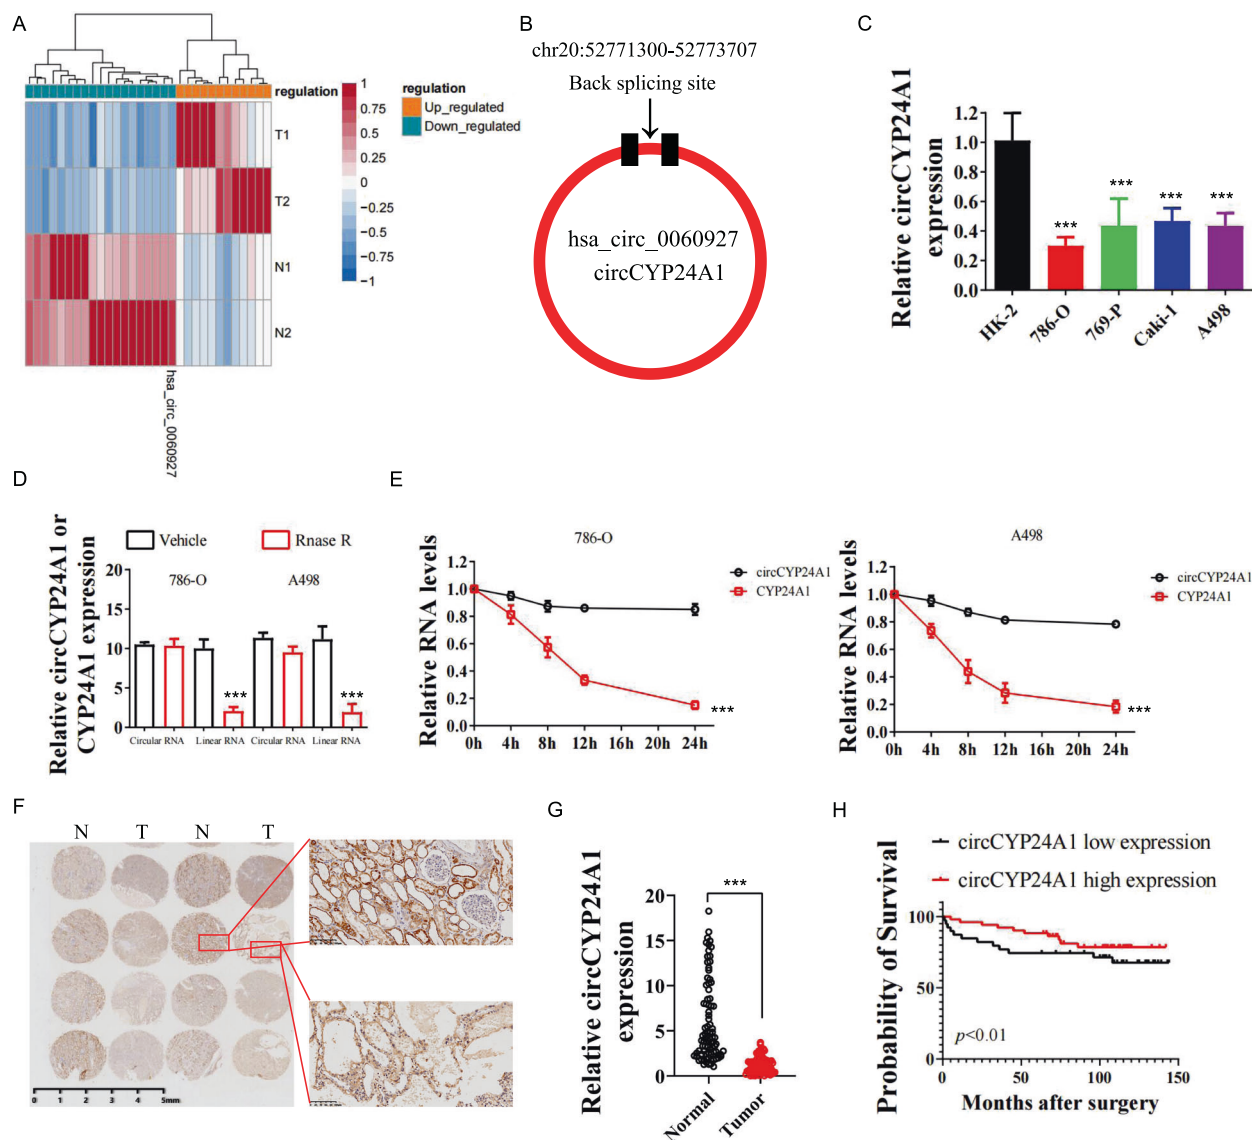 A
regulation
1
0.75
0.5
0.25
0
−0.25
−0.5
−0.75
−1
regulation
Up_regulated
Down_regulated
T1
T2
N1
N2
hsa_circ_0060927
B
chr20:52771300-52773707
Back splicing site
hsa_circ_0060927
circCYP24A1
C
Relative circCYP24A1
expression
1.2
1.0
0.8
0.6
0.4
0.2
0.0
***
***
***
***
HK-2
786-O
769-P
Caki-1
A498
D
Relative circCYP24A1 or
CYP24A1 expression
Vehicle
Rnase R
20
15
10
5
0
786-O
A498
***
***
Circular RNA
Linear RNA
Circular RNA
Linear RNA
E
786-O
Relative RNA levels
1.2
1.0
0.8
0.6
0.4
0.2
0.0
circCYP24A1
CYP24A1
***
0h
4h
8h
12h
16h
20h
24h
A498
Relative RNA levels
1.2
1.0
0.8
0.6
0.4
0.2
0.0
circCYP24A1
CYP24A1
***
0h
4h
8h
12h
16h
20h
24h
F
N
T
N
T
0
1
2
3
4
5mm
G
Relative circCYP24A1
expression
20
15
10
5
0
***
Normal
Tumor
H
circCYP24A1 low expression
circCYP24A1 high expression
Probability of Survival
100
50
0
p<0.01
0
50
100
150
Months after surgery